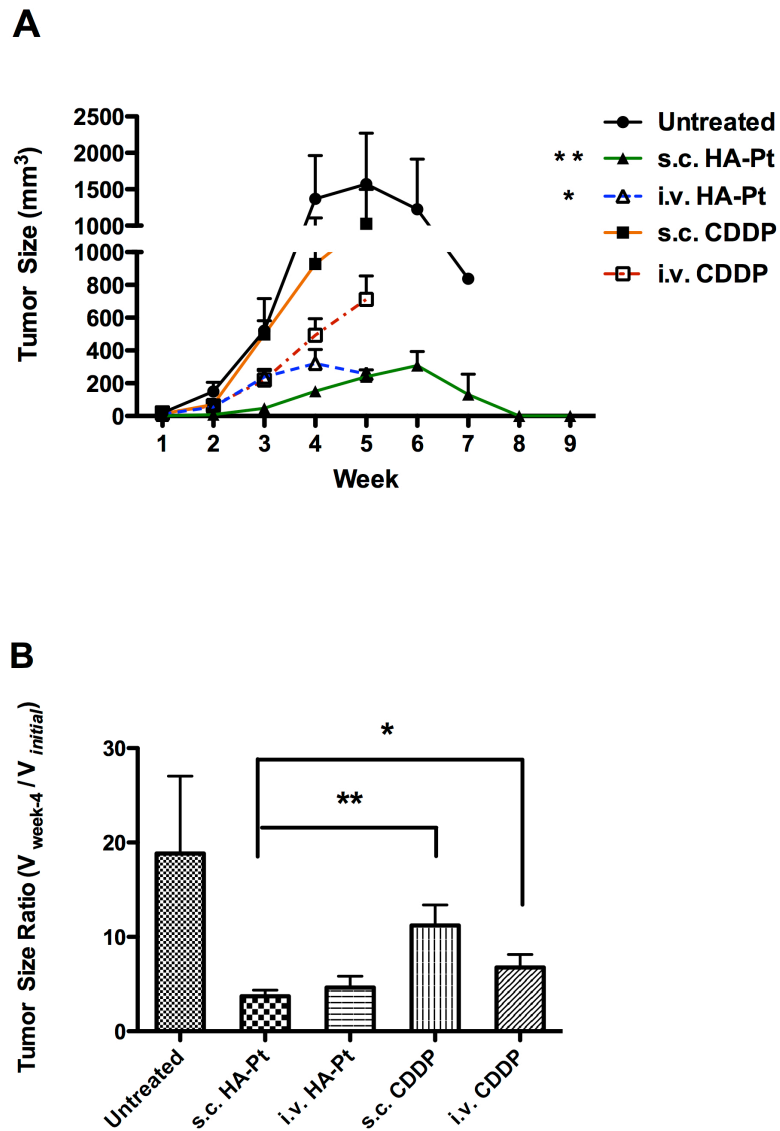 A
Tumor Size (mm3)
2500
2000
1500
1000
1000
800
600
400
200
0
1 2 3 4 5 6 7 8 9
Week
Untreated
** s.c. HA-Pt
* i.v. HA-Pt
s.c. CDDP
i.v. CDDP
B
Tumor Size Ratio (V week-4 / V initial)
30
20
10
0
*
**
Untreated
s.c. HA-Pt
i.v. HA-Pt
s.c. CDDP
i.v. CDDP